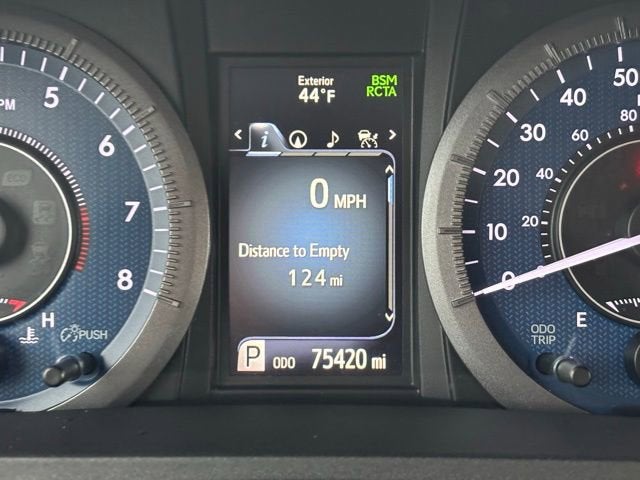 Exterior
44°F
BSM
RCTA
i
0 MPH
Distance to Empty
124 mi
P ODO 75420 mi
PM
5
6
7
8
H
PUSH
50
40
30
20
10
0
80
60
40
20
ODO
TRIP
E